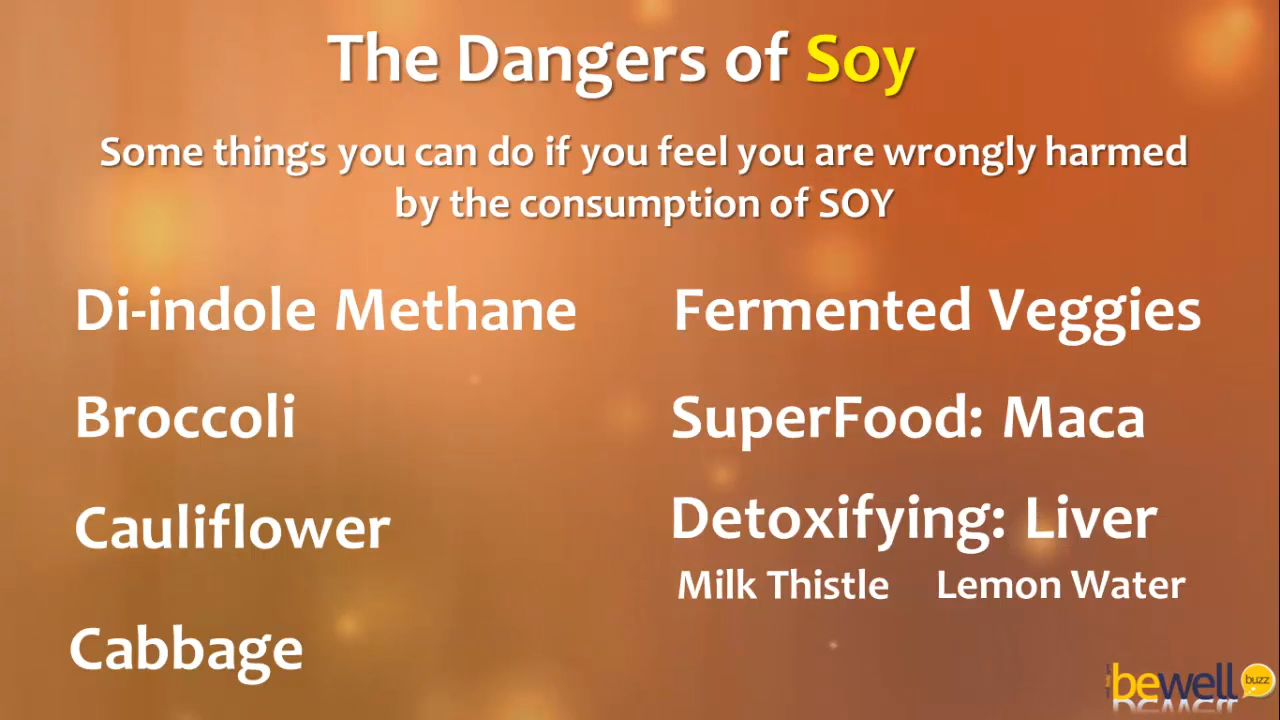 The Dangers of Soy
Some things you can do if you feel you are wrongly harmed
by the consumption of SOY
Di-indole Methane
Broccoli
Cauliflower
Cabbage
Fermented Veggies
SuperFood: Maca
Detoxifying: Liver
Milk Thistle Lemon Water
bewell buzz